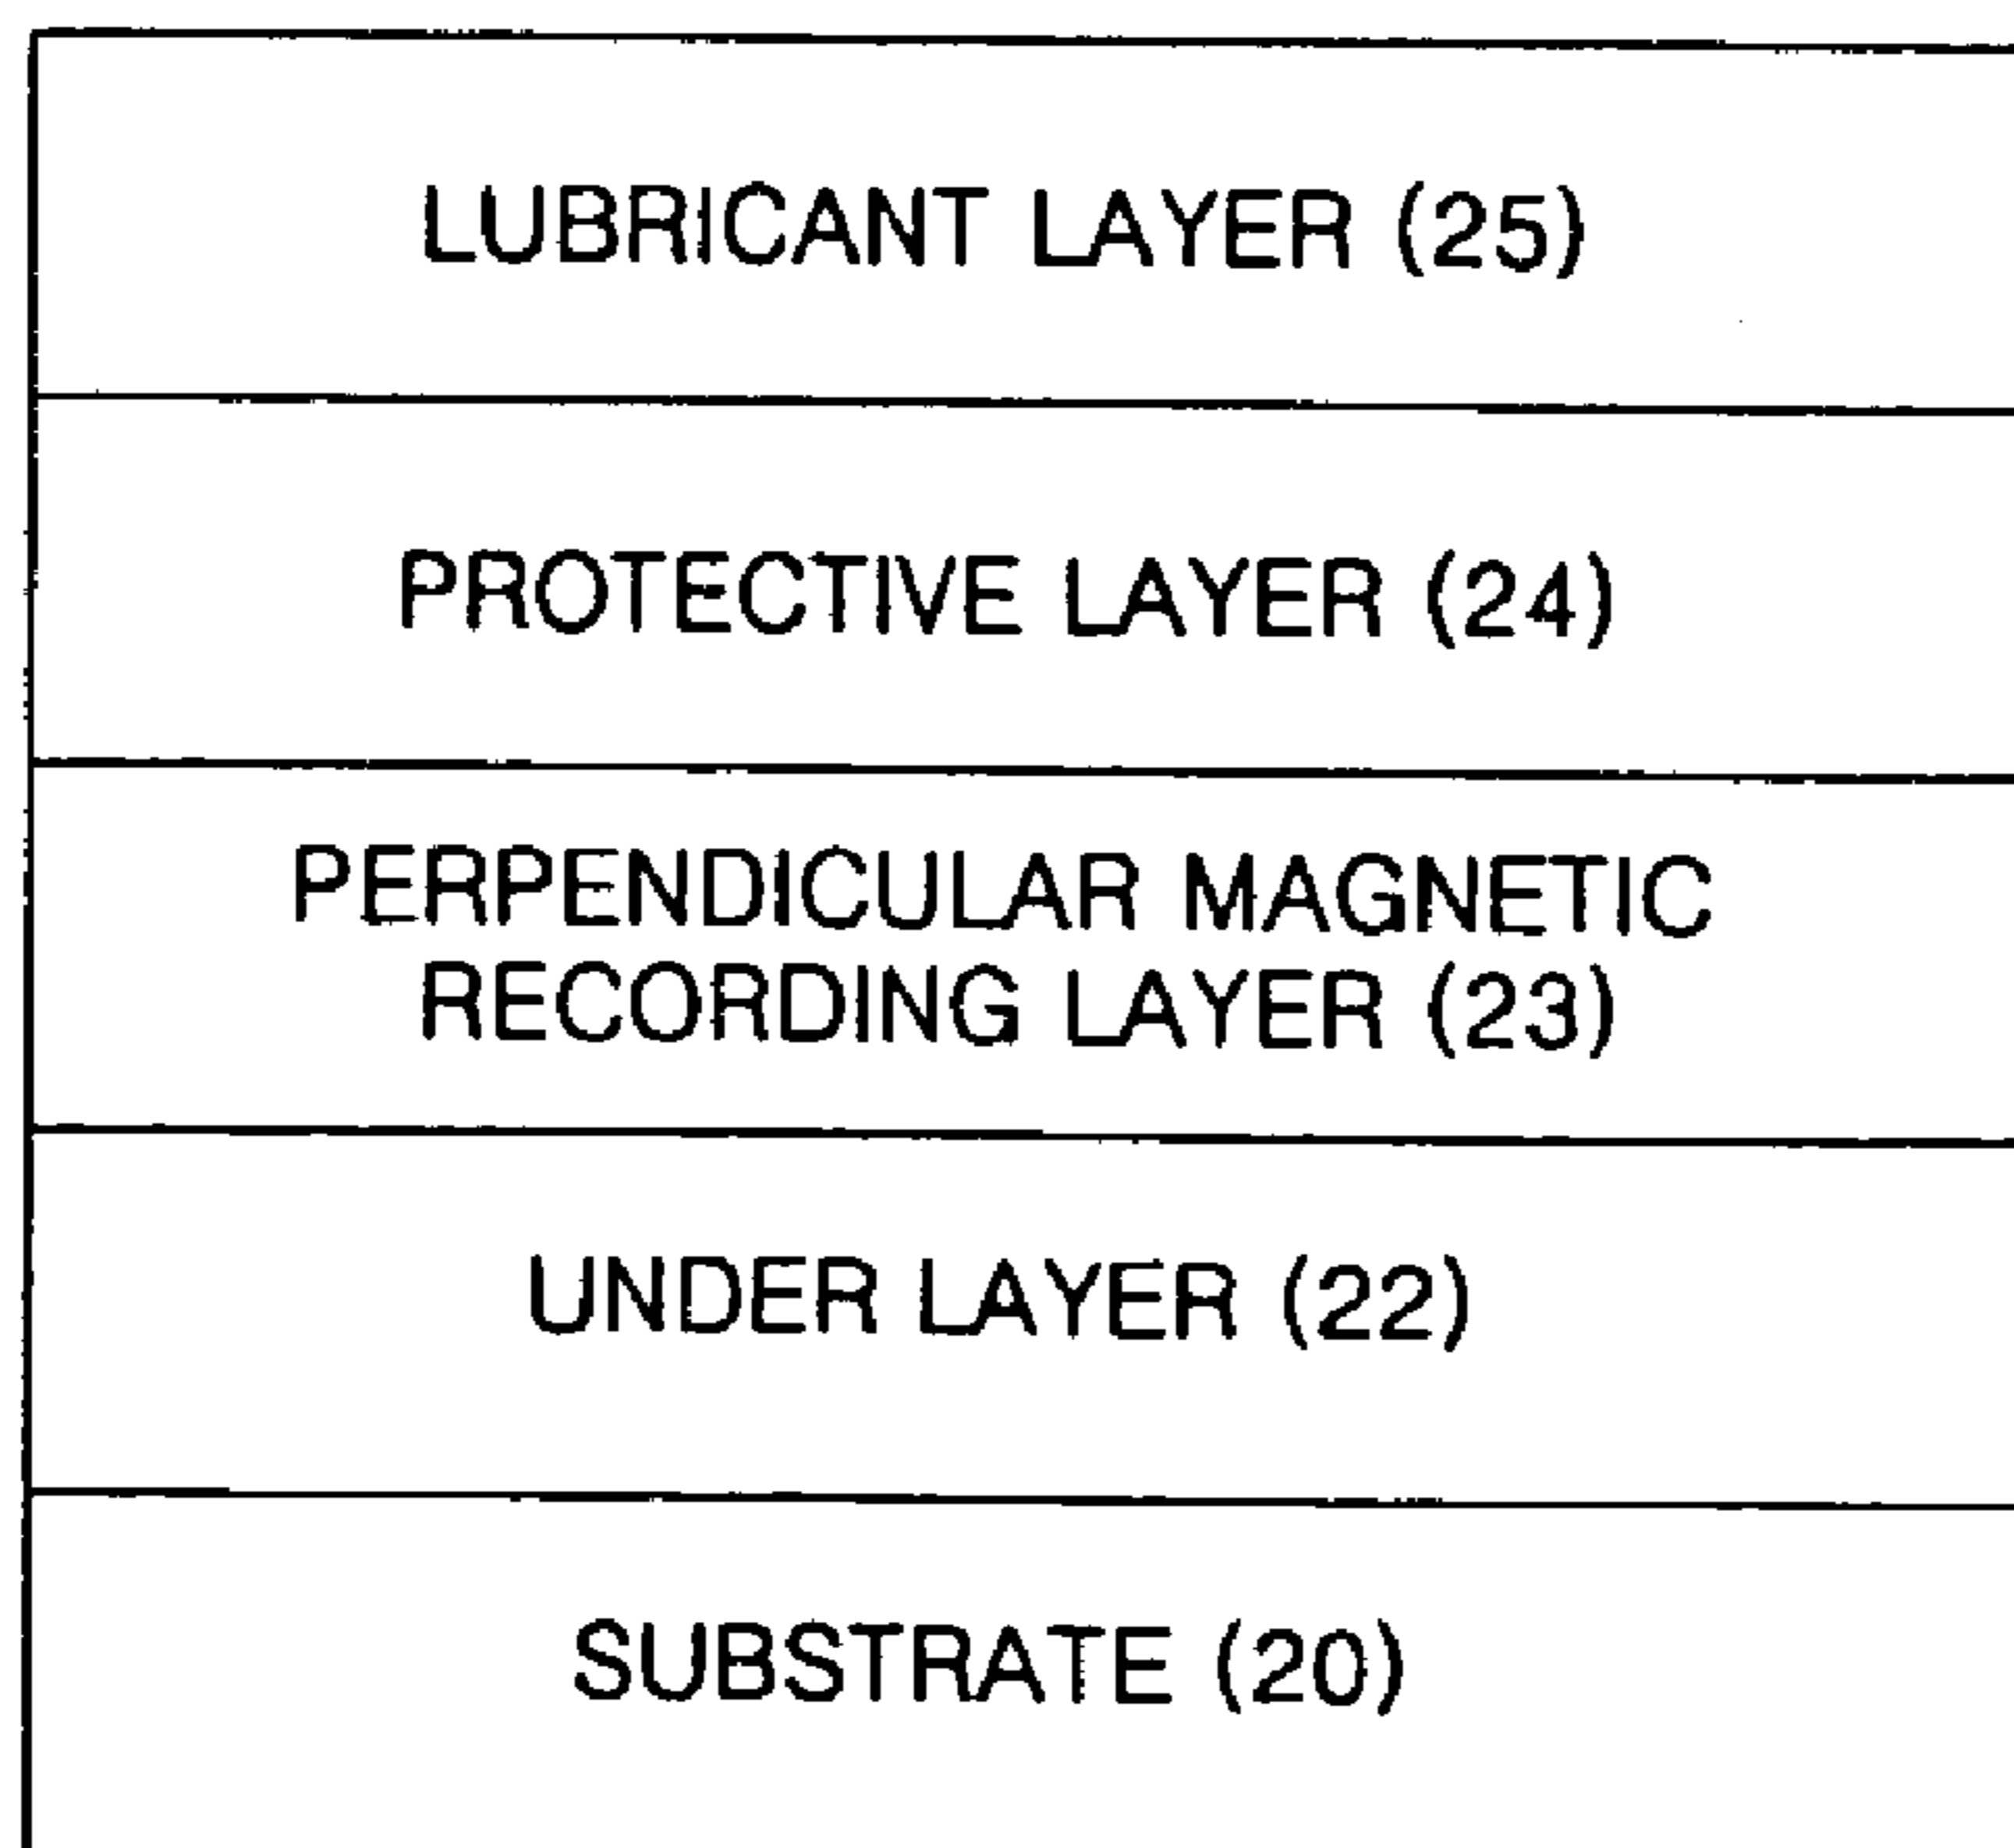 LUBRICANT LAYER (25)
PROTECTIVE LAYER (24)
PERPENDICULAR MAGNETIC
RECORDING LAYER (23)
UNDER LAYER (22)
SUBSTRATE (20)